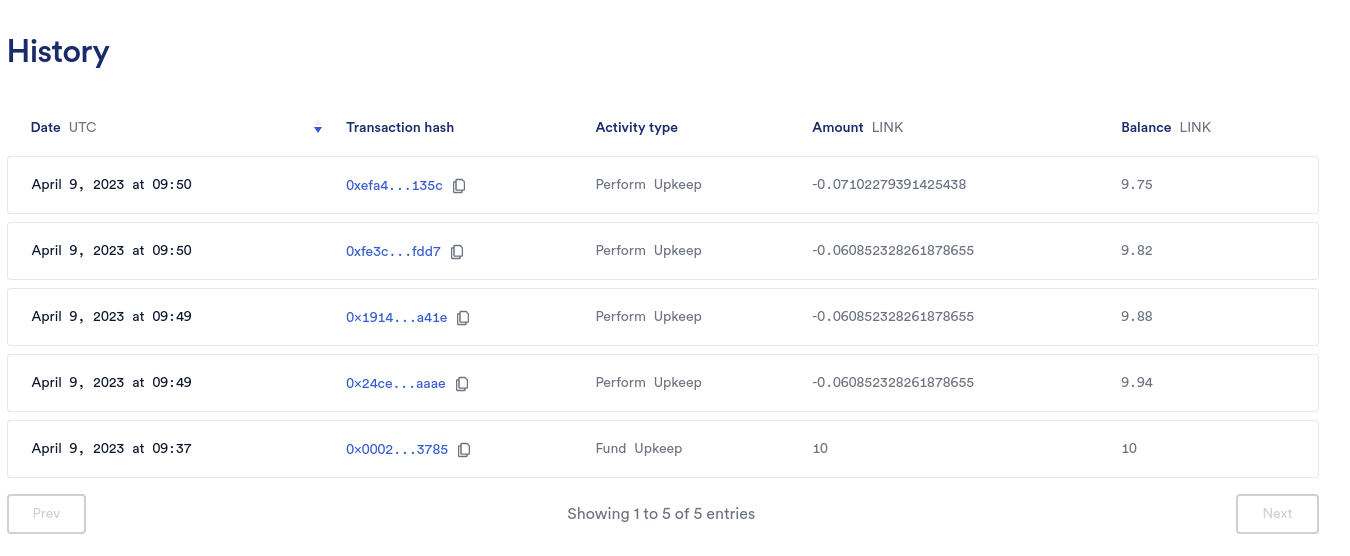 History
Date UTC Transaction hash Activity type Amount LINK Balance LINK
April 9, 2023 at 09:50 0xefa4...135c Perform Upkeep -0.07102279391425438 9.75
April 9, 2023 at 09:50 0xfe3c...fdd7 Perform Upkeep -0.060852328261878655 9.82
April 9, 2023 at 09:49 0x1914...a41e Perform Upkeep -0.060852328261878655 9.88
April 9, 2023 at 09:49 0x24ce...aaae Perform Upkeep -0.060852328261878655 9.94
April 9, 2023 at 09:37 0x0002...3785 Fund Upkeep 10 10
Prev Showing 1 to 5 of 5 entries Next